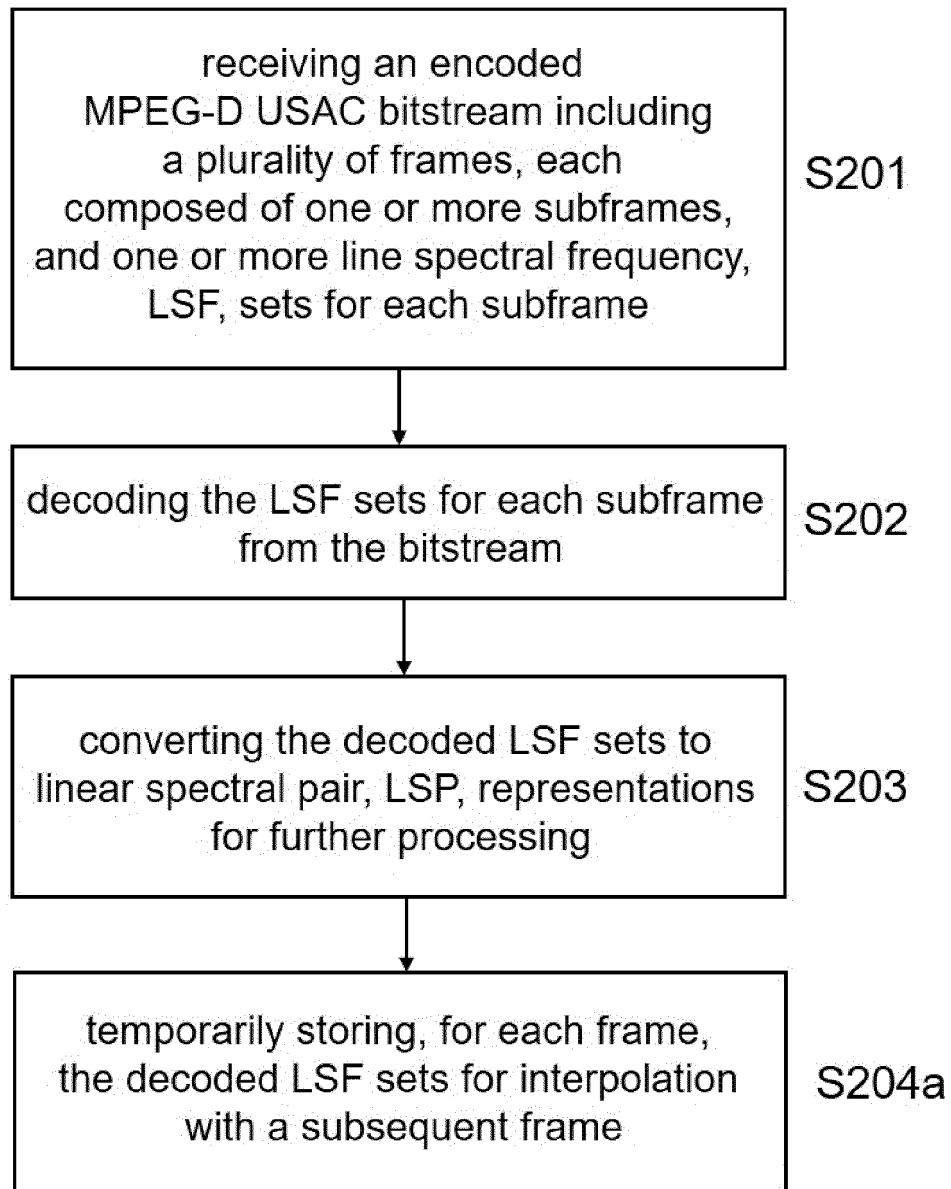 receiving an encoded
MPEG-D USAC bitstream including
a plurality of frames, each
composed of one or more subframes,
and one or more line spectral frequency,
LSF, sets for each subframe
S201
decoding the LSF sets for each subframe
from the bitstream
S202
converting the decoded LSF sets to
linear spectral pair, LSP, representations
for further processing
S203
temporarily storing, for each frame,
the decoded LSF sets for interpolation
with a subsequent frame
S204a